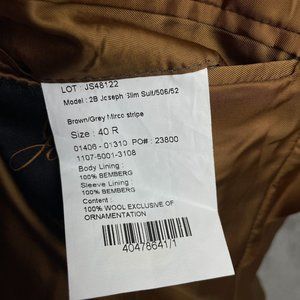 LOT : JS48122
Model : 2B Joseph Slim Suit/506/52
Brown/Grey Mirco stripe
Size : 40 R
01406 - 01310 PO# : 23800
1107-5001-3108
Body Lining :
100% BEMBERG
Sleeve Lining :
100% BEMBERG
Content :
100% WOOL EXCLUSIVE OF
ORNAMENTATION
40478641/1